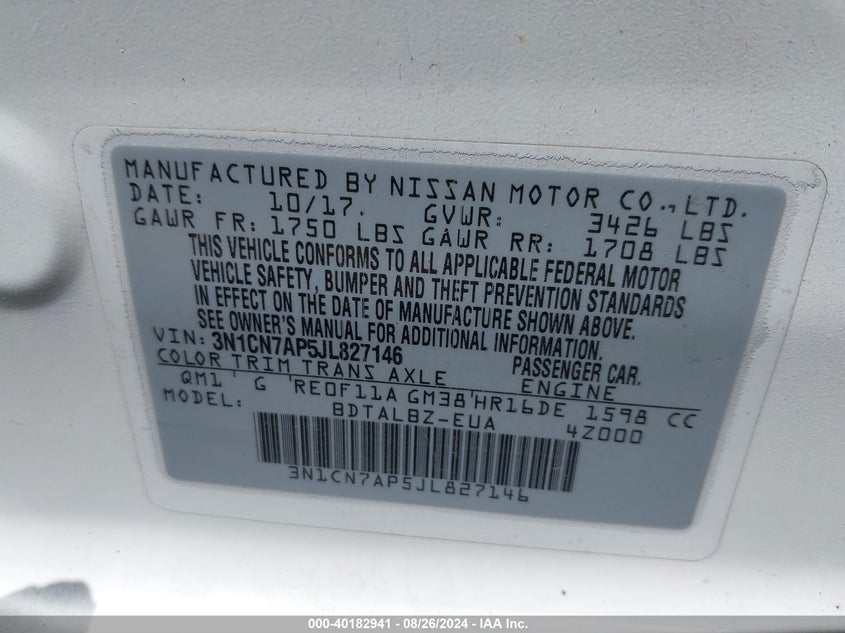 MANUFACTURED BY NISSAN MOTOR CO., LTD.
DATE: 10/17. GVWR: 3426 LBS
GAWR FR: 1750 LBS GAWR RR: 1708 LBS
THIS VEHICLE CONFORMS TO ALL APPLICABLE FEDERAL MOTOR
VEHICLE SAFETY, BUMPER AND THEFT PREVENTION STANDARDS
IN EFFECT ON THE DATE OF MANUFACTURE SHOWN ABOVE.
SEE OWNER'S MANUAL FOR ADDITIONAL INFORMATION.
VIN: 3N1CN7AP5JL827146 PASSENGER CAR.
COLOR TRIM TRANS AXLE ENGINE
QM1 G RE0F11A GM38 HR16DE 1598 CC
MODEL: BDTALBZ-EUA 4Z000
3N1CN7AP5JL827146
000-40182941 - 08/26/2024 - IAAI.com